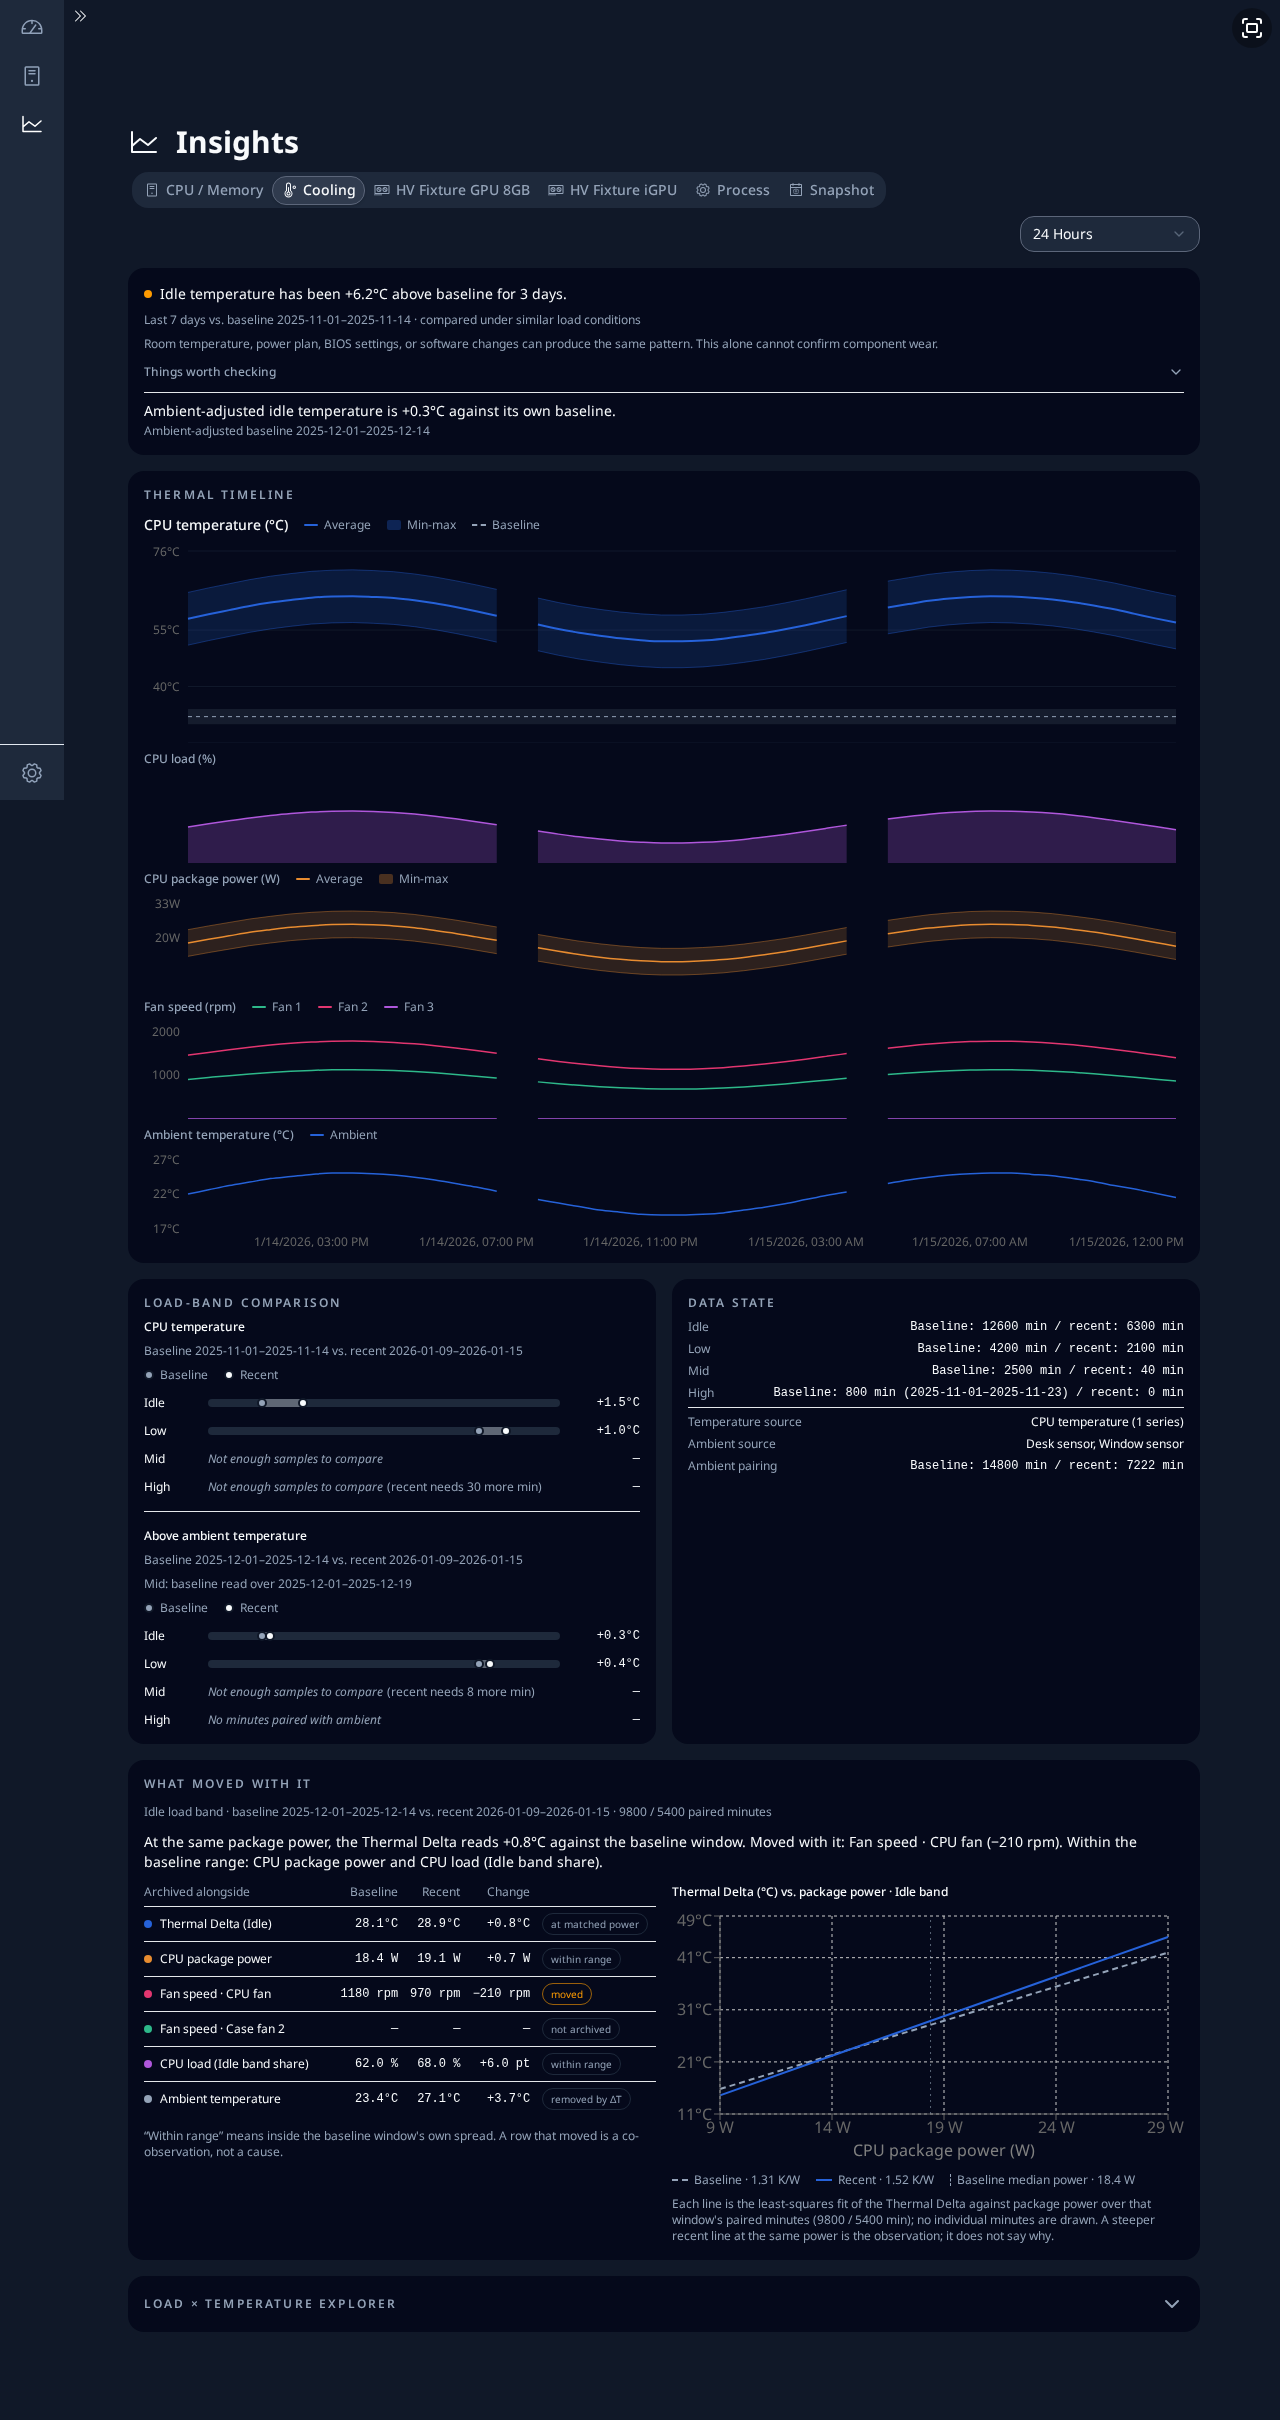 Insights
CPU / Memory
Cooling
HV Fixture GPU 8GB
HV Fixture iGPU
Process
Snapshot
24 Hours
Idle temperature has been +6.2°C above baseline for 3 days.
Last 7 days vs. baseline 2025-11-01–2025-11-14 · compared under similar load conditions
Room temperature, power plan, BIOS settings, or software changes can produce the same pattern. This alone cannot confirm component wear.
Things worth checking
Ambient-adjusted idle temperature is +0.3°C against its own baseline.
Ambient-adjusted baseline 2025-12-01–2025-12-14
THERMAL TIMELINE
CPU temperature (°C) Average Min-max Baseline
76°C
55°C
40°C
CPU load (%)
CPU package power (W) Average Min-max
33W
20W
Fan speed (rpm) Fan 1 Fan 2 Fan 3
2000
1000
Ambient temperature (°C) Ambient
27°C
22°C
17°C
1/14/2026, 03:00 PM 1/14/2026, 07:00 PM 1/14/2026, 11:00 PM 1/15/2026, 03:00 AM 1/15/2026, 07:00 AM 1/15/2026, 12:00 PM
LOAD-BAND COMPARISON
CPU temperature
Baseline 2025-11-01–2025-11-14 vs. recent 2026-01-09–2026-01-15
Baseline Recent
Idle +1.5°C
Low +1.0°C
Mid Not enough samples to compare —
High Not enough samples to compare (recent needs 30 more min) —
Above ambient temperature
Baseline 2025-12-01–2025-12-14 vs. recent 2026-01-09–2026-01-15
Mid: baseline read over 2025-12-01–2025-12-19
Baseline Recent
Idle +0.3°C
Low +0.4°C
Mid Not enough samples to compare (recent needs 8 more min) —
High No minutes paired with ambient —
DATA STATE
Idle Baseline: 12600 min / recent: 6300 min
Low Baseline: 4200 min / recent: 2100 min
Mid Baseline: 2500 min / recent: 40 min
High Baseline: 800 min (2025-11-01–2025-11-23) / recent: 0 min
Temperature source CPU temperature (1 series)
Ambient source Desk sensor, Window sensor
Ambient pairing Baseline: 14800 min / recent: 7222 min
WHAT MOVED WITH IT
Idle load band · baseline 2025-12-01–2025-12-14 vs. recent 2026-01-09–2026-01-15 · 9800 / 5400 paired minutes
At the same package power, the Thermal Delta reads +0.8°C against the baseline window. Moved with it: Fan speed · CPU fan (−210 rpm). Within the
baseline range: CPU package power and CPU load (Idle band share).
Archived alongside Baseline Recent Change
Thermal Delta (Idle) 28.1°C 28.9°C +0.8°C at matched power
CPU package power 18.4 W 19.1 W +0.7 W within range
Fan speed · CPU fan 1180 rpm 970 rpm −210 rpm moved
Fan speed · Case fan 2 — — — not archived
CPU load (Idle band share) 62.0 % 68.0 % +6.0 pt within range
Ambient temperature 23.4°C 27.1°C +3.7°C removed by ΔT
“Within range” means inside the baseline window's own spread. A row that moved is a co-
observation, not a cause.
Thermal Delta (°C) vs. package power · Idle band
49°C
41°C
31°C
21°C
11°C
9 W 14 W 19 W 24 W 29 W
CPU package power (W)
Baseline · 1.31 K/W Recent · 1.52 K/W Baseline median power · 18.4 W
Each line is the least-squares fit of the Thermal Delta against package power over that
window's paired minutes (9800 / 5400 min); no individual minutes are drawn. A steeper
recent line at the same power is the observation; it does not say why.
LOAD × TEMPERATURE EXPLORER